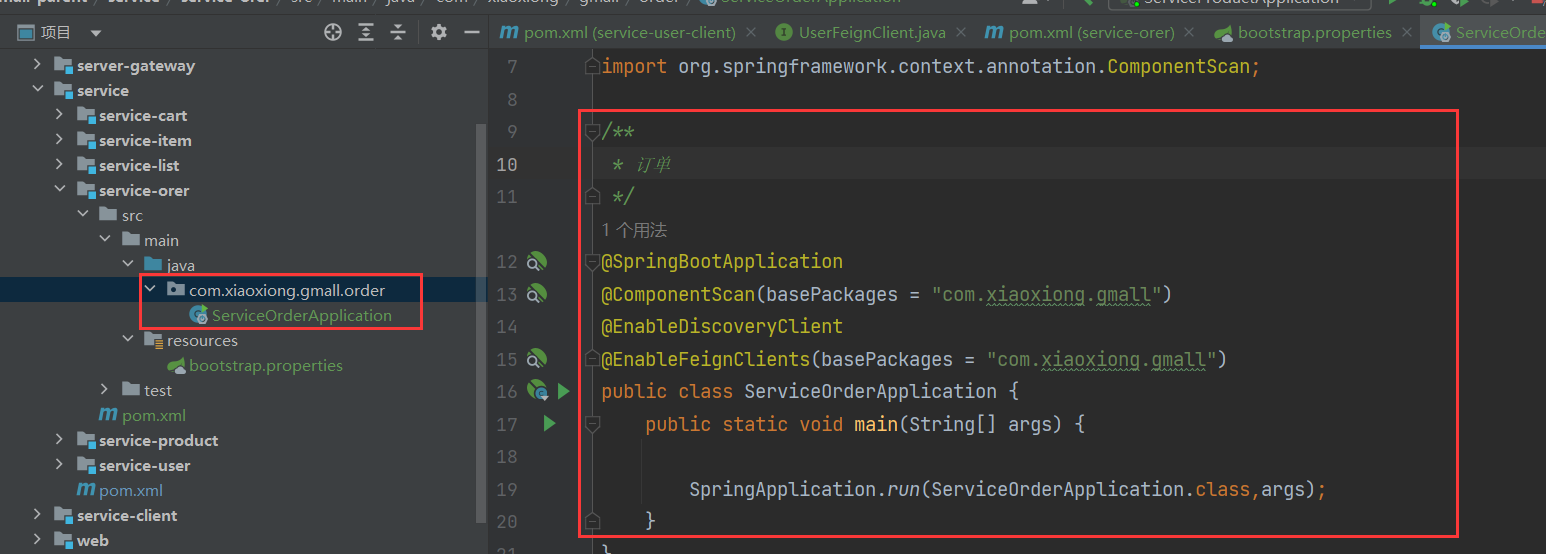 项目
server-gateway
service
service-cart
service-item
service-list
service-orer
src
main
java
com.xiaoxiong.gmall.order
ServiceOrderApplication
resources
bootstrap.properties
test
pom.xml
service-product
service-user
pom.xml
service-client
web
pom.xml (service-user-client)
UserFeignClient.java
pom.xml (service-orer)
bootstrap.properties
7 import org.springframework.context.annotation.ComponentScan;
8
9 /**
10 * 订单
11 */
1 个用法
12 @SpringBootApplication
13 @ComponentScan(basePackages = "com.xiaoxiong.gmall")
14 @EnableDiscoveryClient
15 @EnableFeignClients(basePackages = "com.xiaoxiong.gmall")
16 public class ServiceOrderApplication {
17 public static void main(String[] args) {
18
19 SpringApplication.run(ServiceOrderApplication.class,args);
20 }